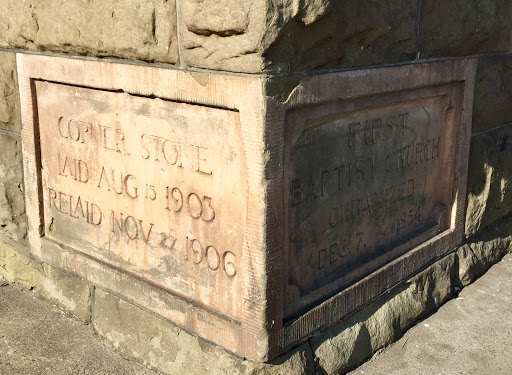 CORNER STONE
LAID AUG 15 1903
RELAID NOV 27 1906
FIRST
BAPTIST CHURCH
ORGANIZED
DEC. 7. 1854